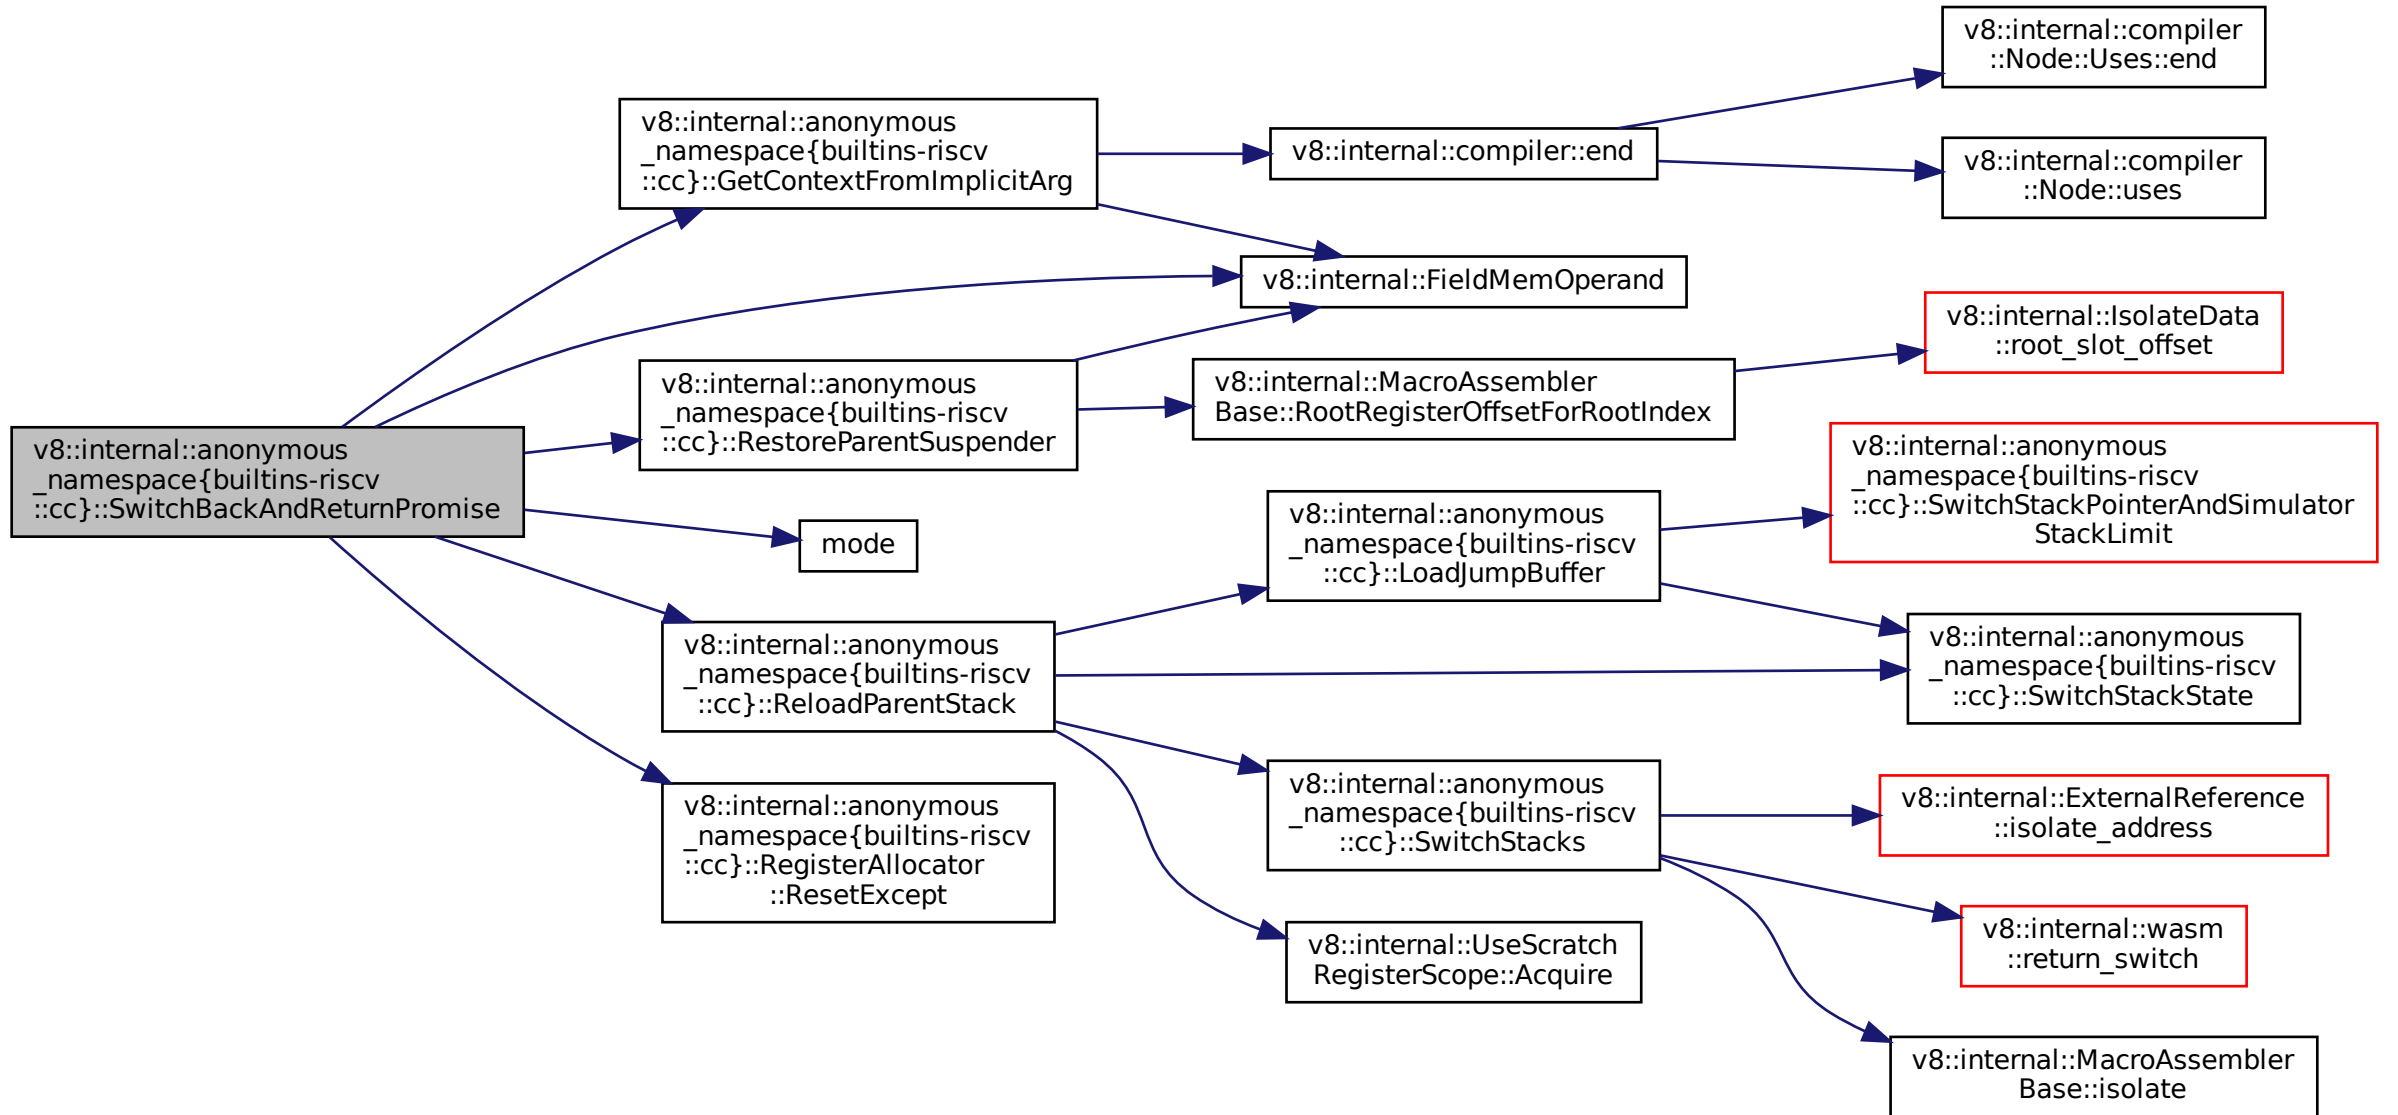 v8::internal::anonymous
_namespace{builtins-riscv
::cc}::SwitchBackAndReturnPromise
v8::internal::anonymous
_namespace{builtins-riscv
::cc}::GetContextFromImplicitArg
v8::internal::compiler::end
v8::internal::compiler
::Node::Uses::end
v8::internal::compiler
::Node::uses
v8::internal::FieldMemOperand
v8::internal::anonymous
_namespace{builtins-riscv
::cc}::RestoreParentSuspender
v8::internal::MacroAssembler
Base::RootRegisterOffsetForRootIndex
v8::internal::IsolateData
::root_slot_offset
mode
v8::internal::anonymous
_namespace{builtins-riscv
::cc}::ReloadParentStack
v8::internal::anonymous
_namespace{builtins-riscv
::cc}::LoadJumpBuffer
v8::internal::anonymous
_namespace{builtins-riscv
::cc}::SwitchStackPointerAndSimulator
StackLimit
v8::internal::anonymous
_namespace{builtins-riscv
::cc}::SwitchStackState
v8::internal::anonymous
_namespace{builtins-riscv
::cc}::SwitchStacks
v8::internal::ExternalReference
::isolate_address
v8::internal::wasm
::return_switch
v8::internal::MacroAssembler
Base::isolate
v8::internal::UseScratch
RegisterScope::Acquire
v8::internal::anonymous
_namespace{builtins-riscv
::cc}::RegisterAllocator
::ResetExcept